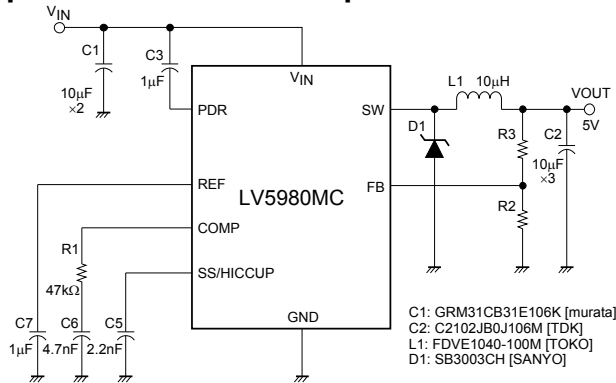 VIN
C1
10μF
×2
C3
1μF
VIN
PDR
SW
L1 10μH
VOUT
5V
D1
R3
C2
10μF
×3
REF
FB
LV5980MC
COMP
R2
R1
47kΩ
SS/HICCUP
GND
C7
1μF
C6
4.7nF
C5
2.2nF
C1: GRM31CB31E106K [murata]
C2: C2102JB0J106M [TDK]
L1: FDVE1040-100M [TOKO]
D1: SB3003CH [SANYO]